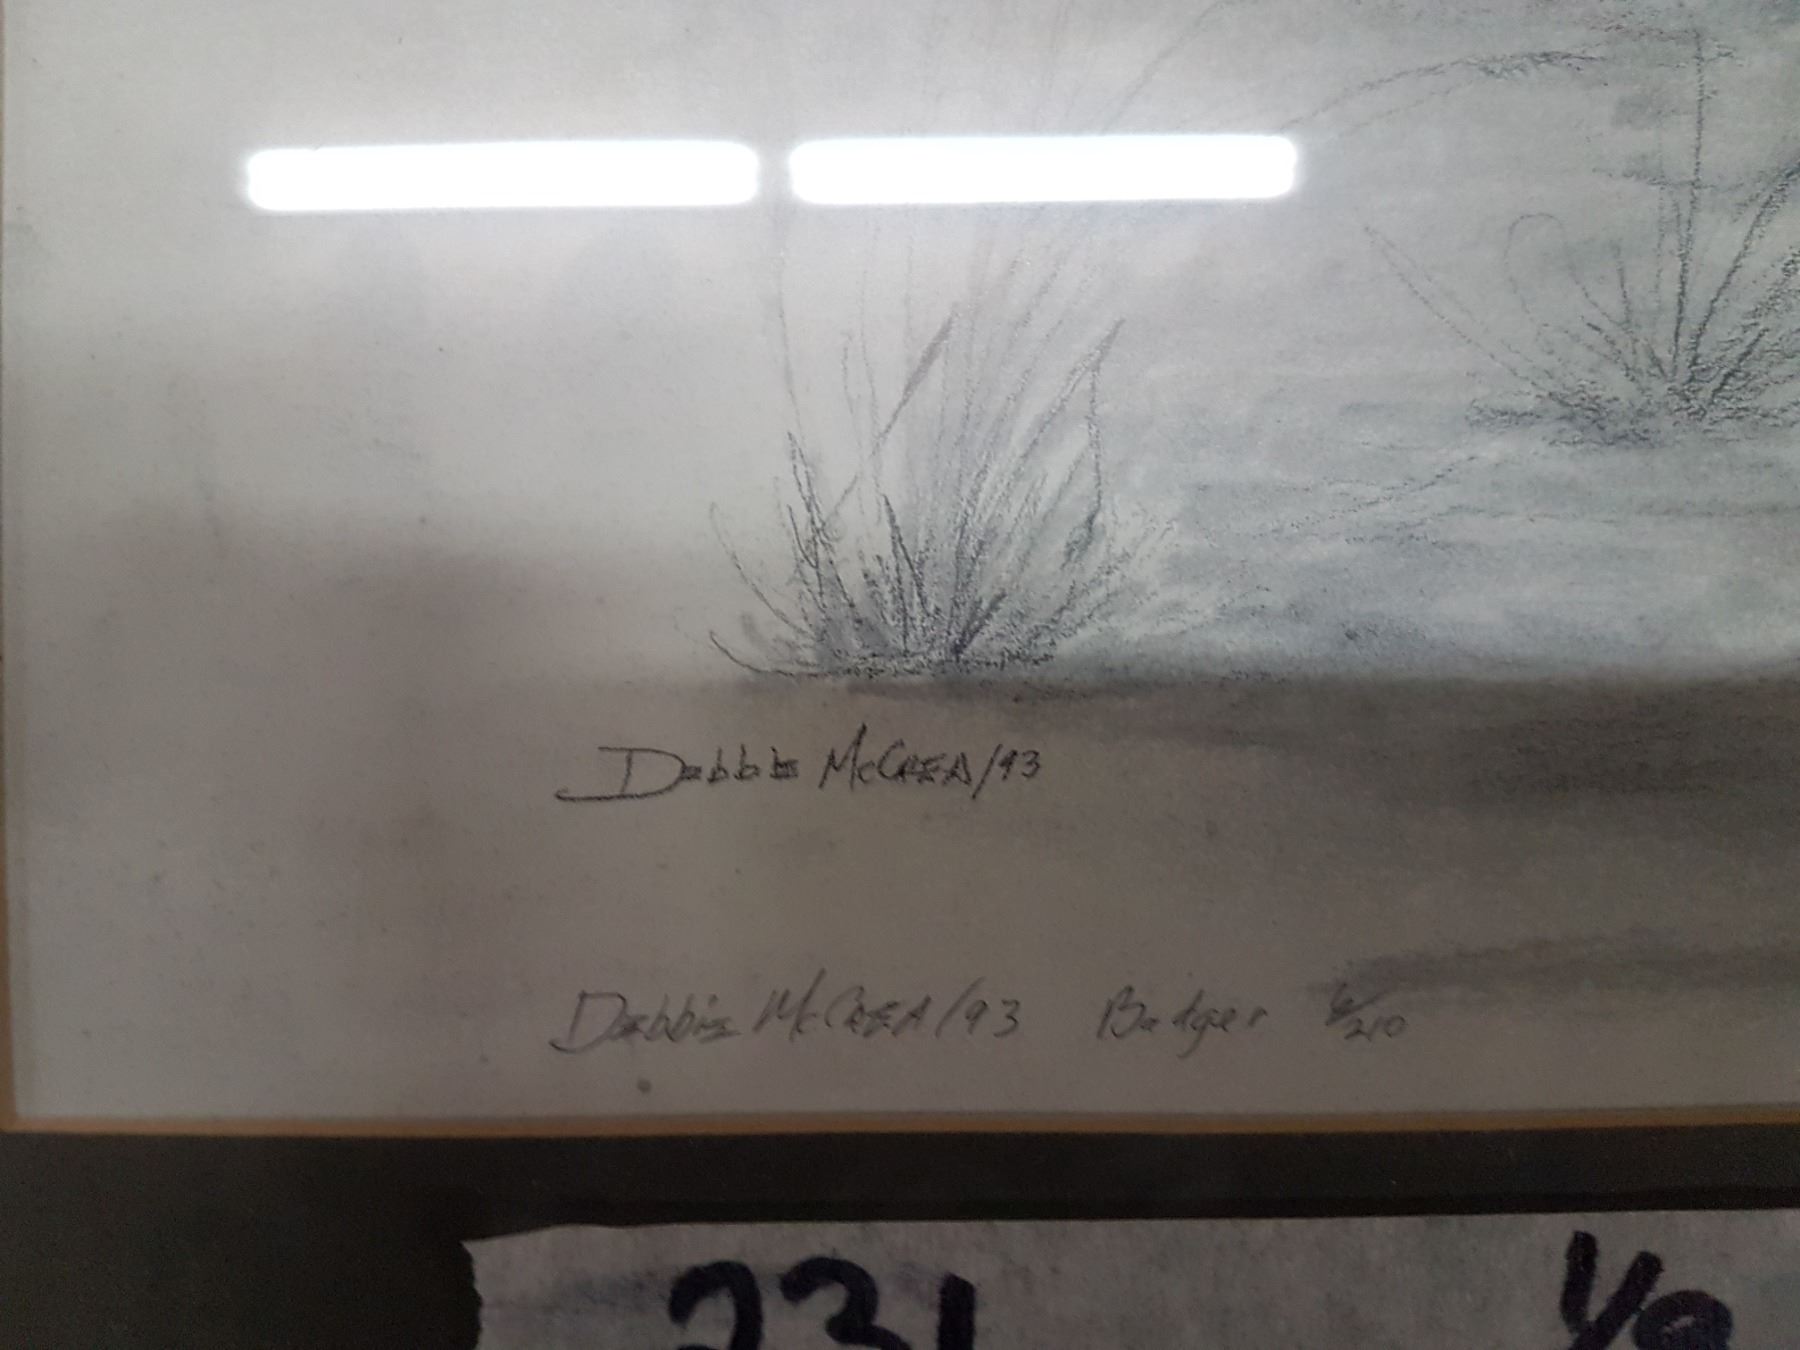 Debbie McCrea/93
Debbie McCrea/93 Badger 6/210
231